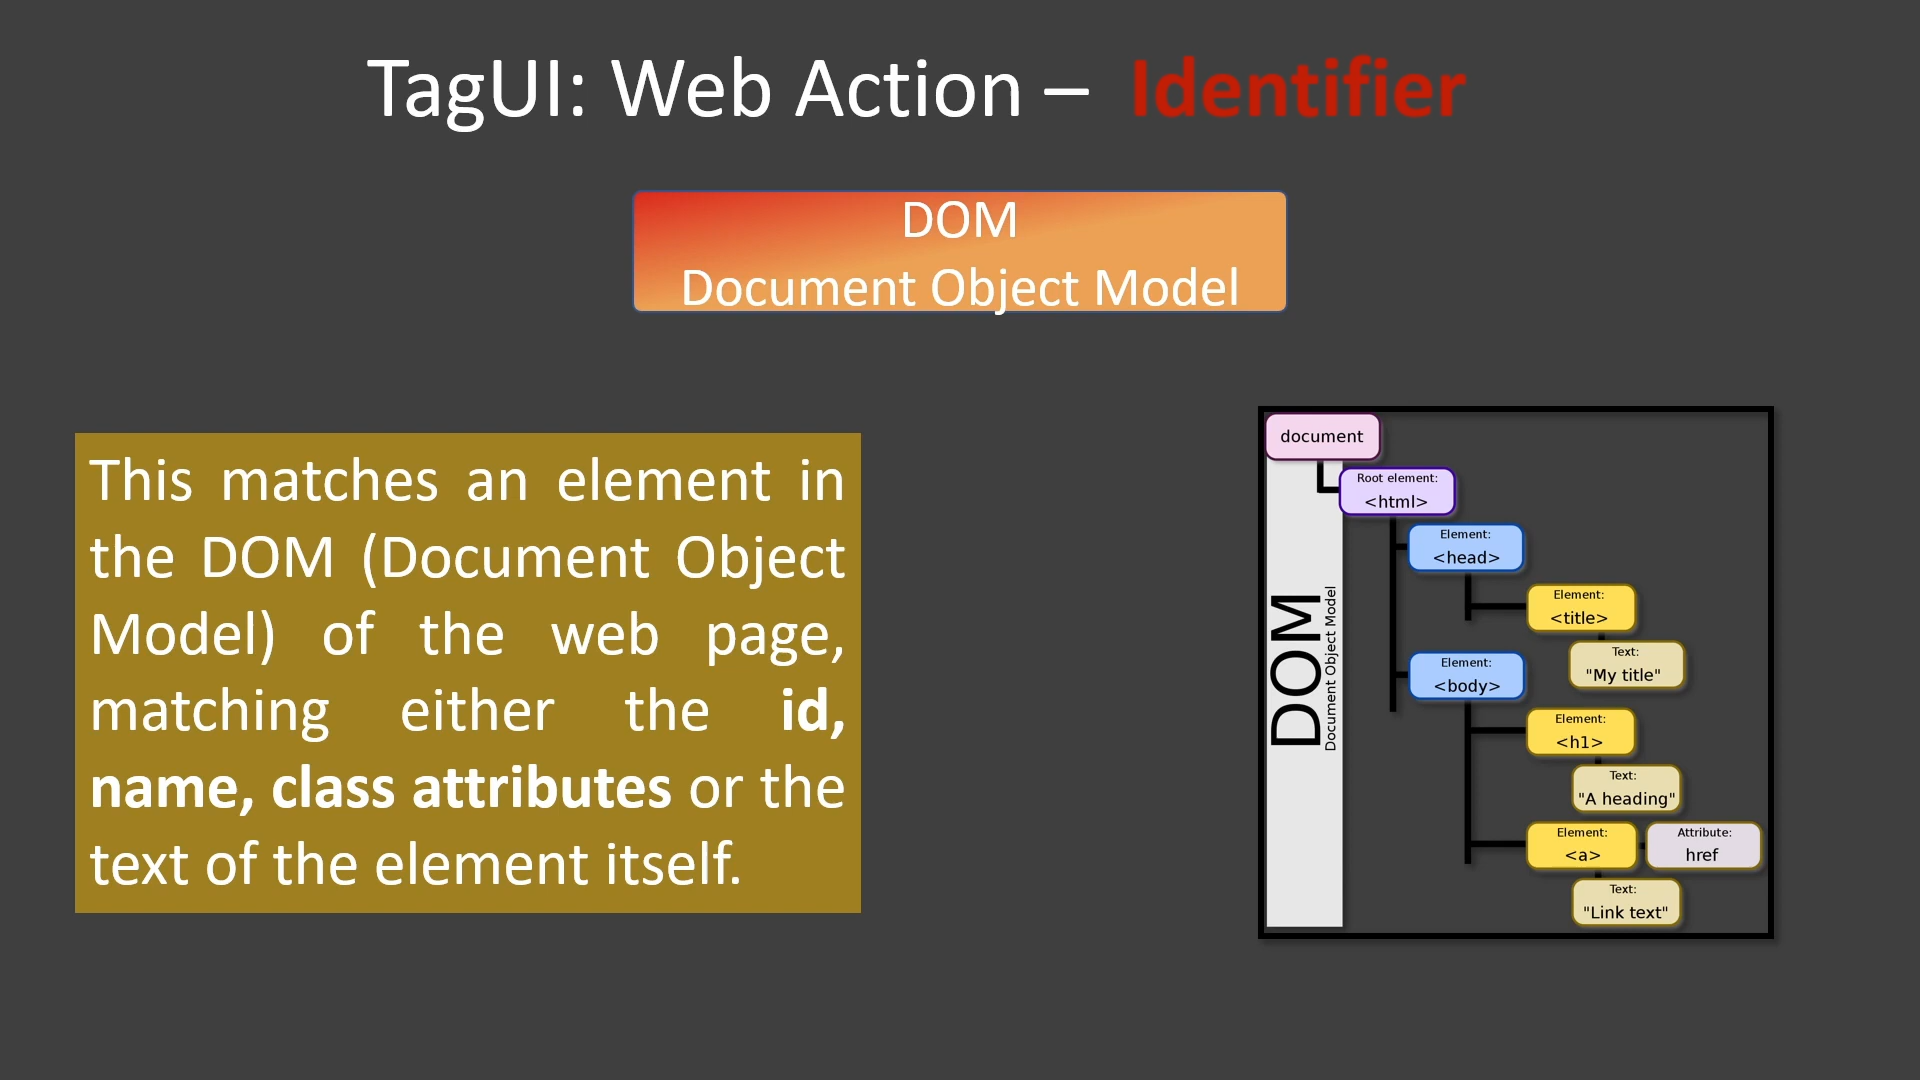 TagUI: Web Action – Identifier
DOM
Document Object Model
This matches an element in
the DOM (Document Object
Model) of the web page,
matching either the id,
name, class attributes or the
text of the element itself.
DOM
Document Object Model
document
Root element:
<html>
Element:
<head>
Element:
<title>
Text:
"My title"
Element:
<body>
Element:
<h1>
Text:
"A heading"
Element:
<a>
Attribute:
href
Text:
"Link text"